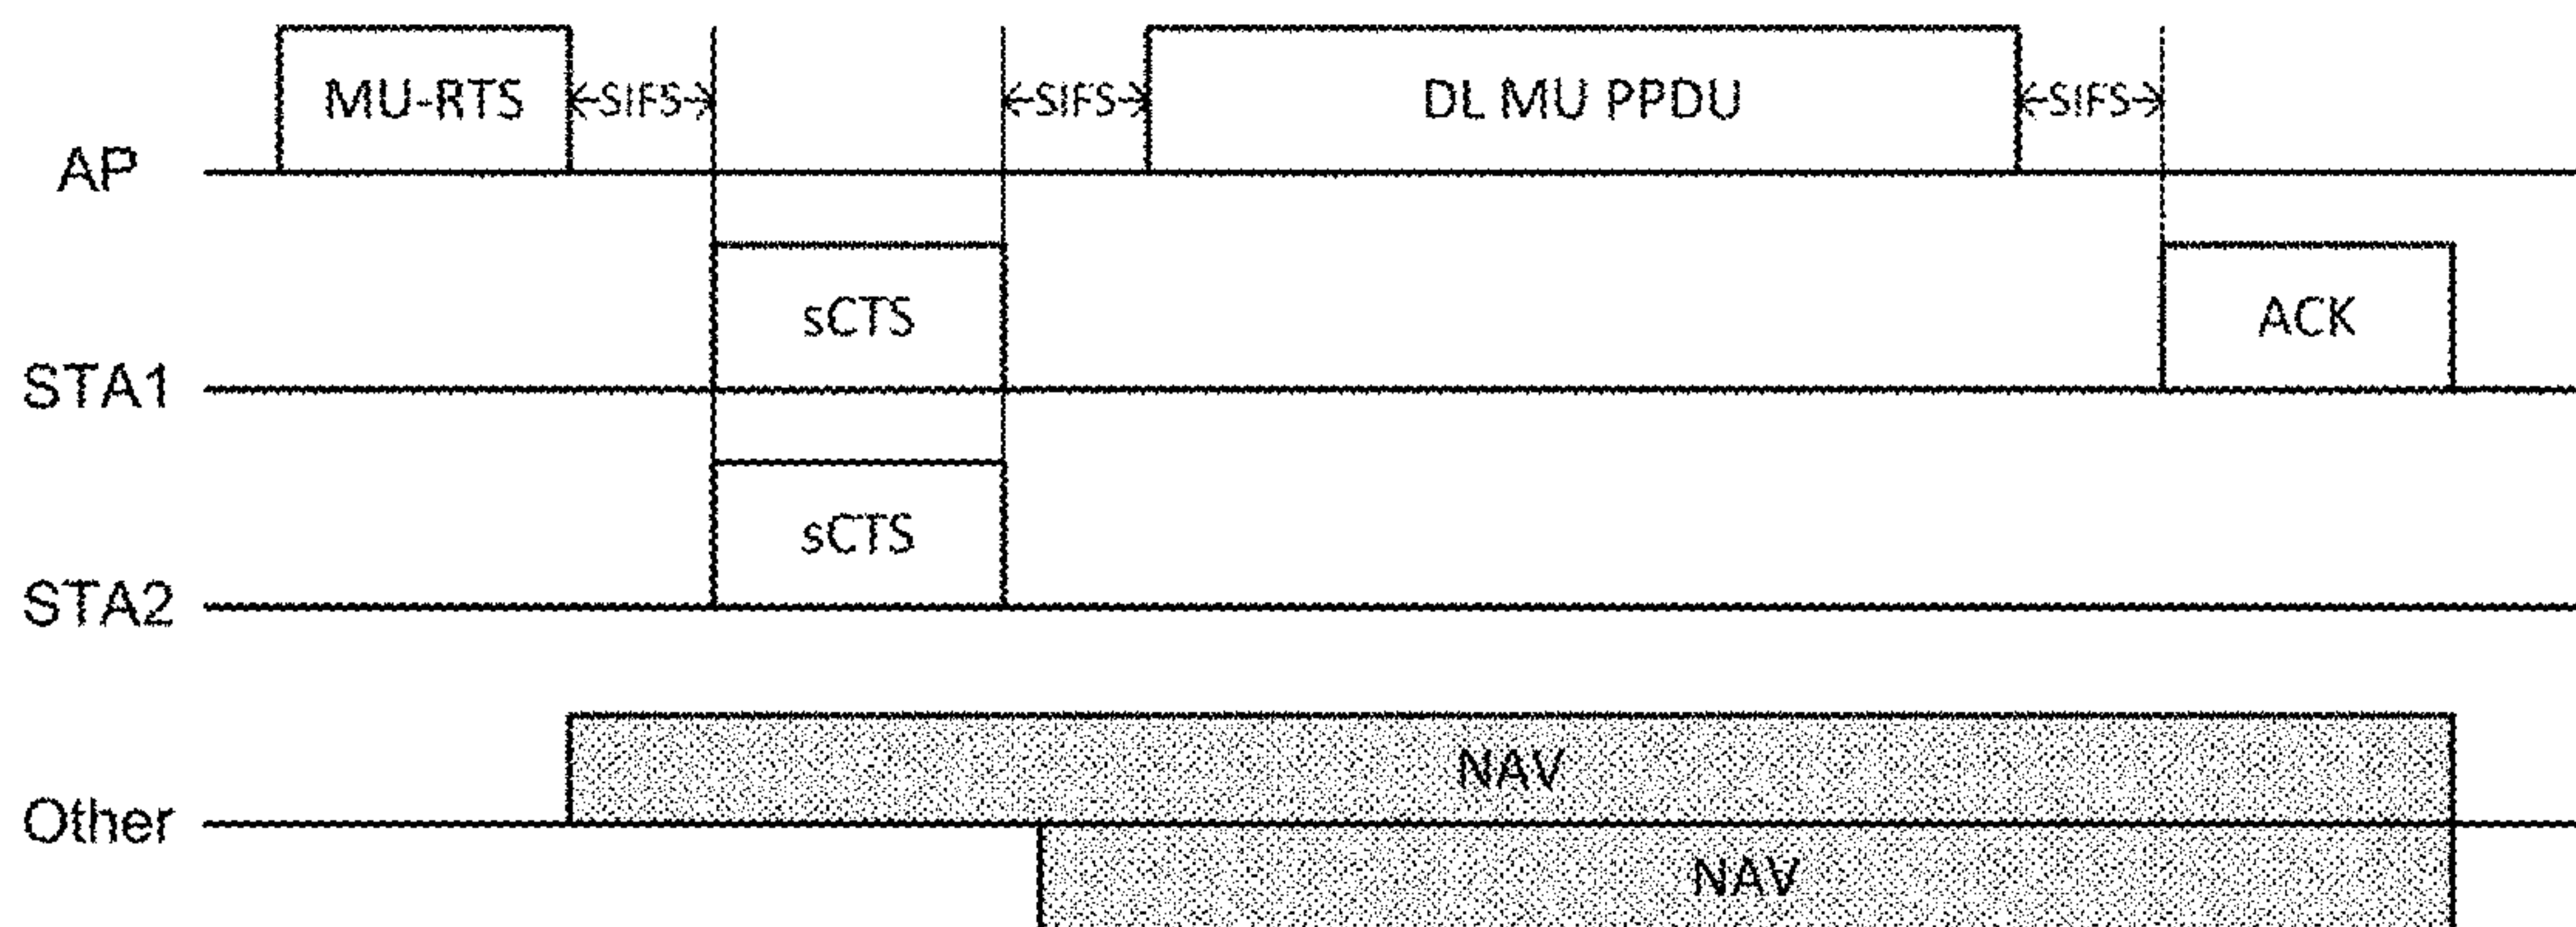 MU-RTS SIFS SIFS DL MU PPDU SIFS
AP
sCTS ACK
STA1
sCTS
STA2
NAV
Other
NAV